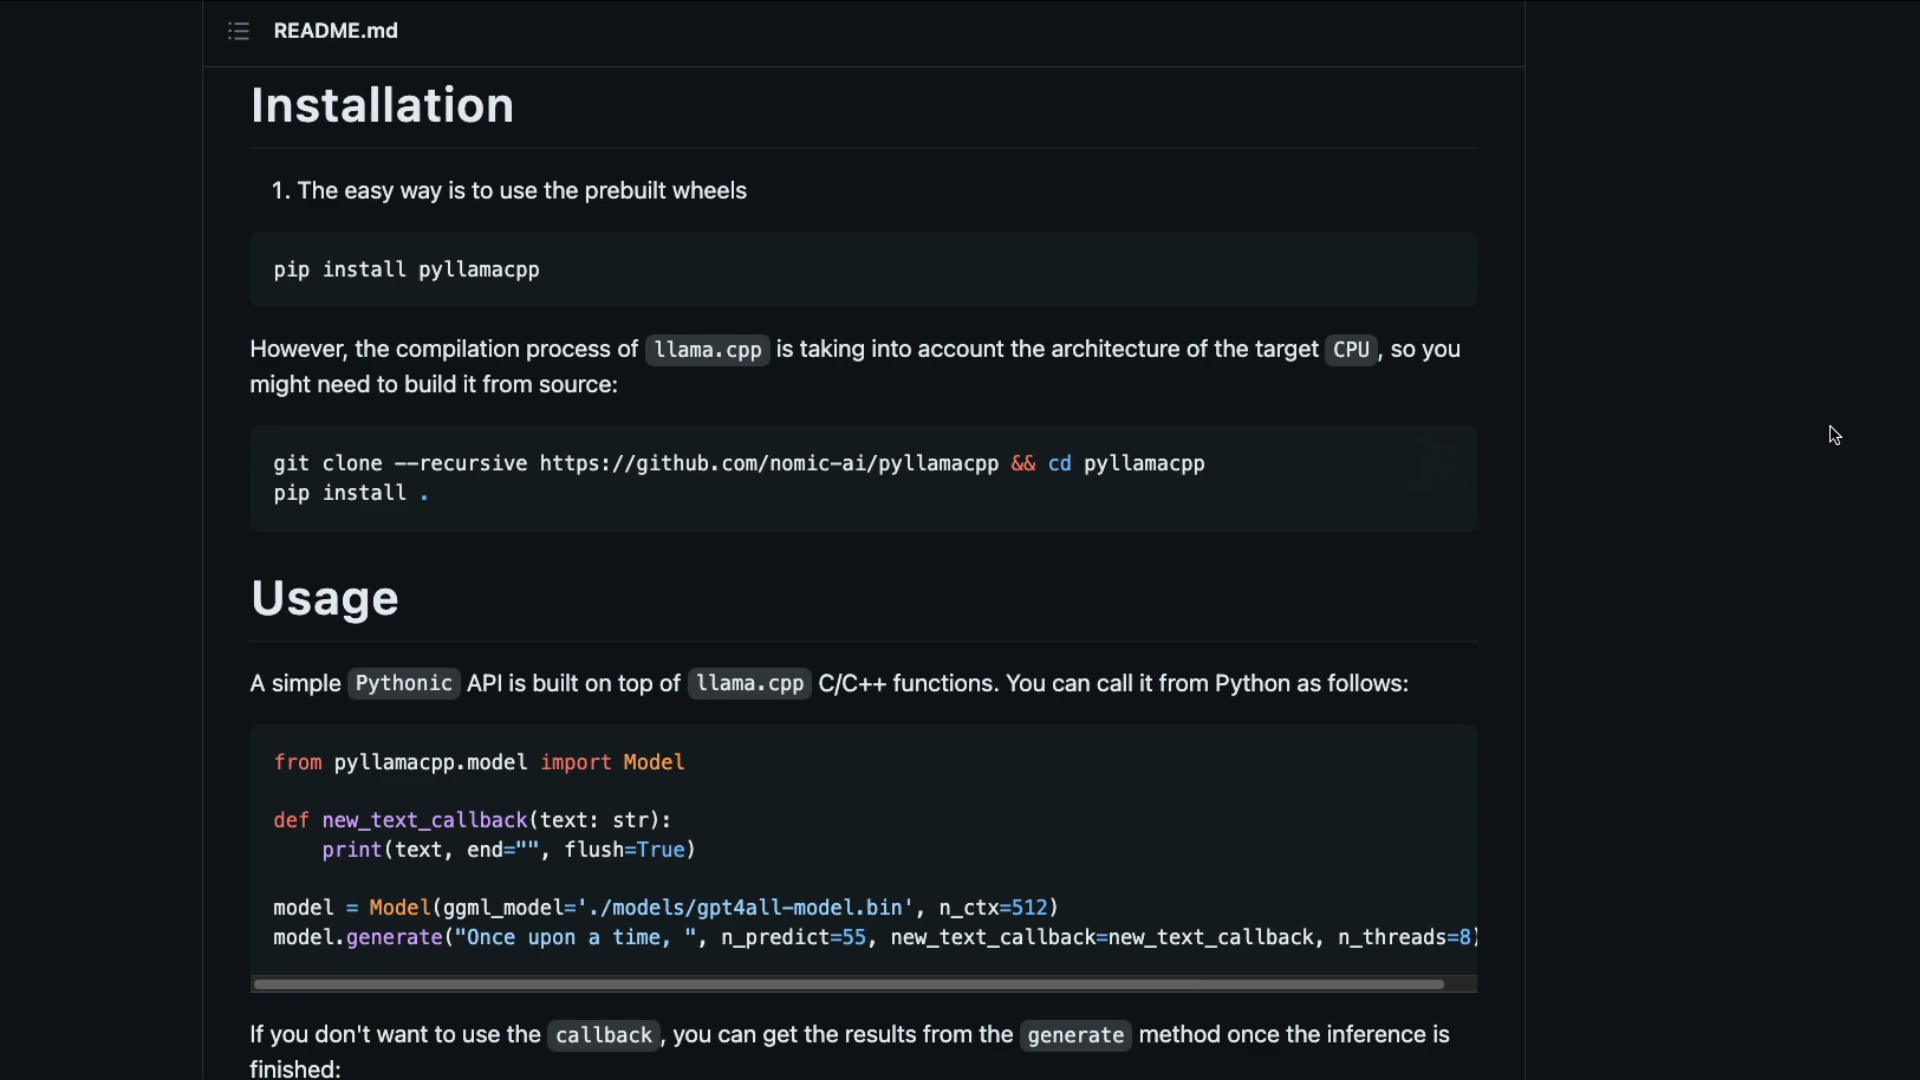 README.md
Installation
1. The easy way is to use the prebuilt wheels
pip install pyllamacpp
However, the compilation process of llama.cpp is taking into account the architecture of the target CPU, so you
might need to build it from source:
git clone --recursive https://github.com/nomic-ai/pyllamacpp && cd pyllamacpp
pip install .
Usage
A simple Pythonic API is built on top of llama.cpp C/C++ functions. You can call it from Python as follows:
from pyllamacpp.model import Model
def new_text_callback(text: str):
    print(text, end="", flush=True)
model = Model(ggml_model='./models/gpt4all-model.bin', n_ctx=512)
model.generate("Once upon a time, ", n_predict=55, new_text_callback=new_text_callback, n_threads=8)
If you don't want to use the callback, you can get the results from the generate method once the inference is
finished: